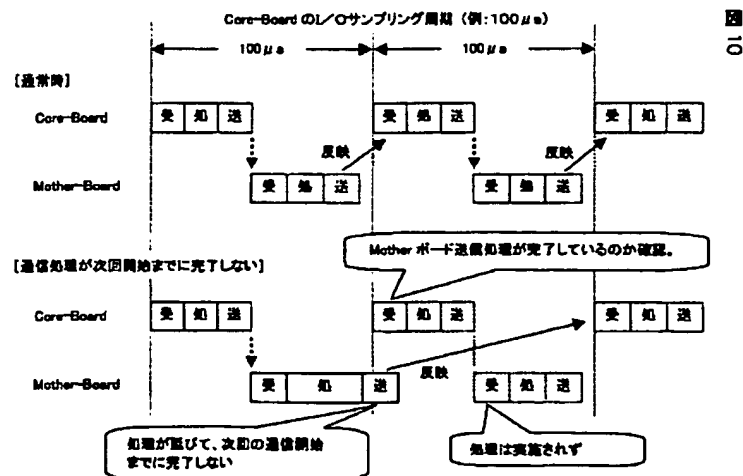 図10
Core-BoardのI/Oサンプリング周期（例：100μs）
100μs 100μs
[通常時]
Core-Board 受 処 送 受 処 送 受 処 送
反映 反映
Mother-Board 受 処 送 受 処 送
Motherボード送信処理が完了しているのか確認。
[通信処理が次回開始までに完了しない]
Core-Board 受 処 送 受 処 送 受 処 送
反映
Mother-Board 受 処 送 受 処 送
処理が延びて、次回の通信開始
までに完了しない
処理は実施されず